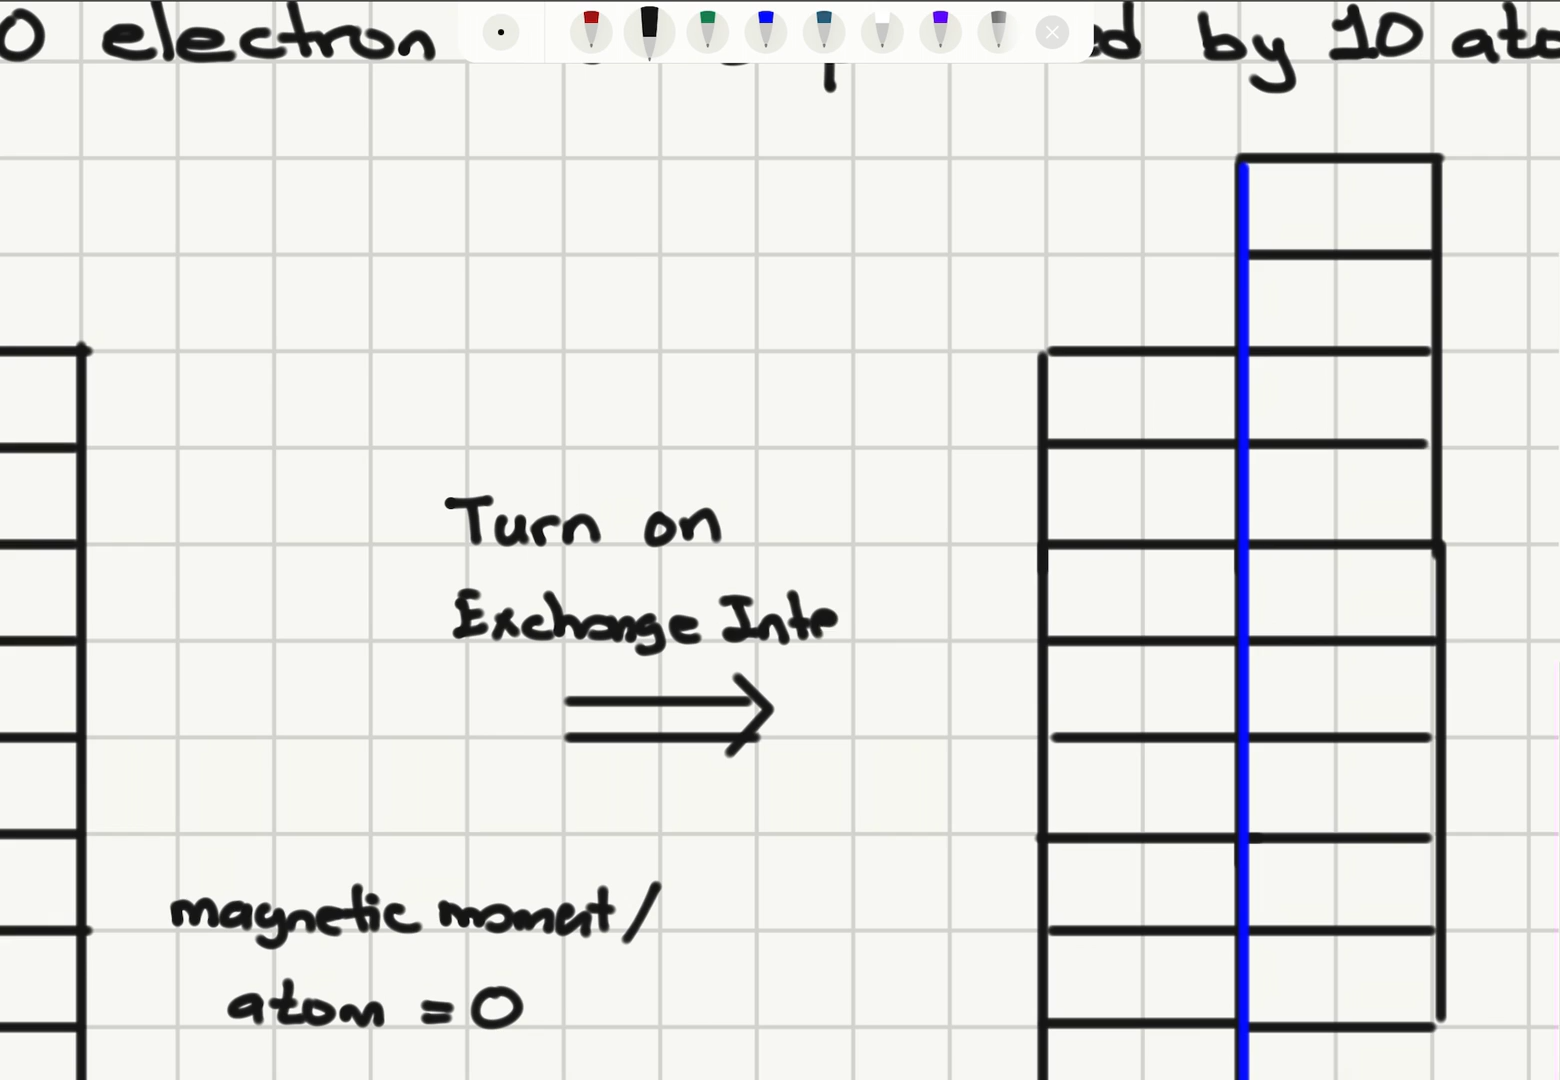 0 electron d by 10 ato
Turn on
Exchange Inte
magnetic moment/
atom = 0